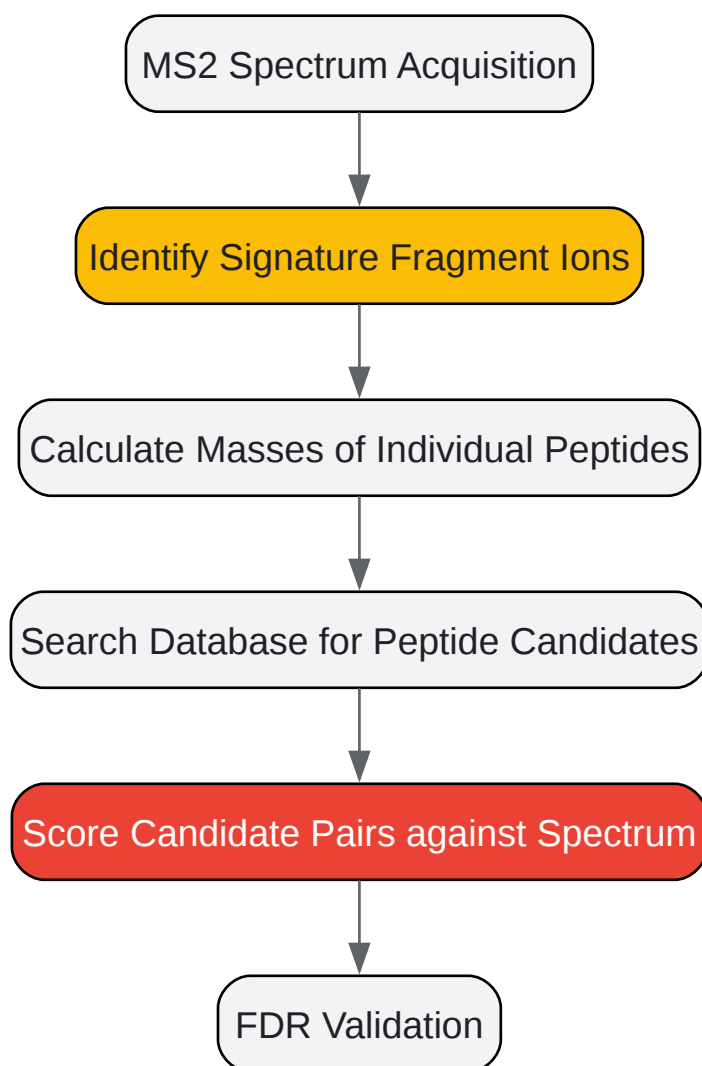 MS2 Spectrum Acquisition
Identify Signature Fragment Ions
Calculate Masses of Individual Peptides
Search Database for Peptide Candidates
Score Candidate Pairs against Spectrum
FDR Validation